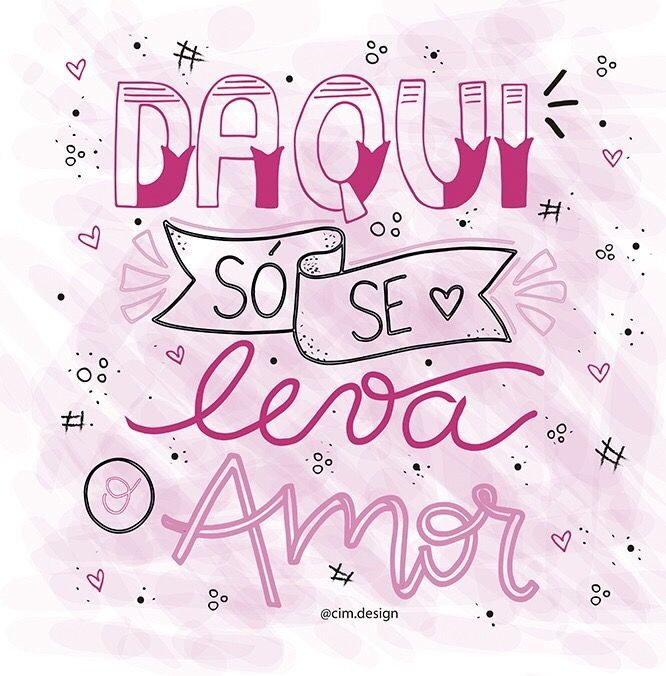 DAQUI
SÓ SE
leva
o Amor
@cim.design